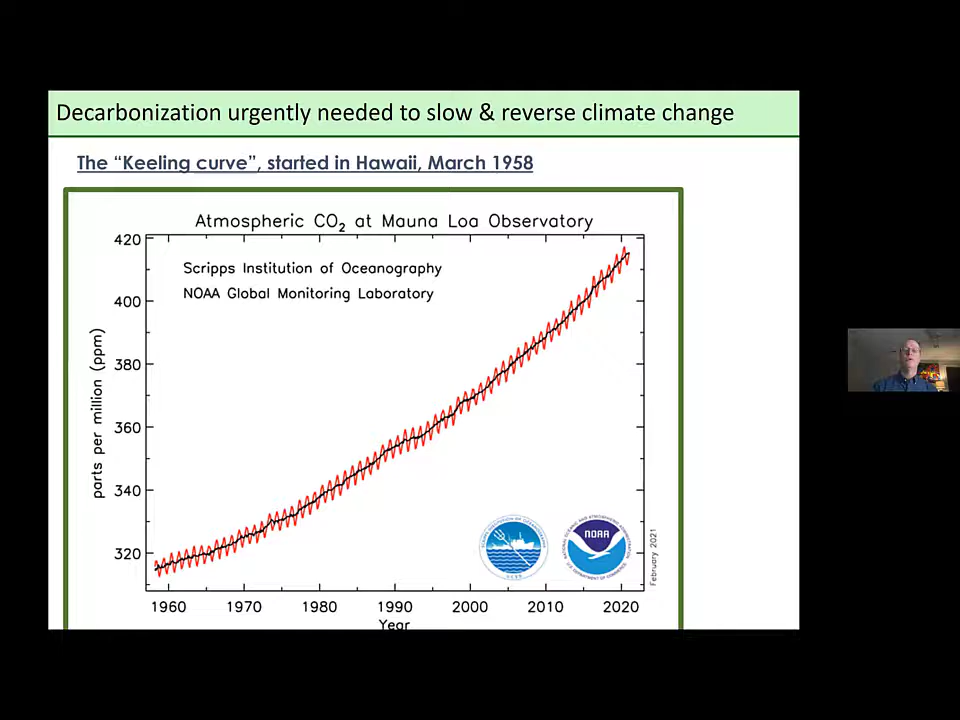 Decarbonization urgently needed to slow & reverse climate change
The “Keeling curve”, started in Hawaii, March 1958
Atmospheric CO2 at Mauna Loa Observatory
Scripps Institution of Oceanography
NOAA Global Monitoring Laboratory
parts per million (ppm)
420
400
380
360
340
320
NOAA
February 2021
1960 1970 1980 1990 2000 2010 2020
Year